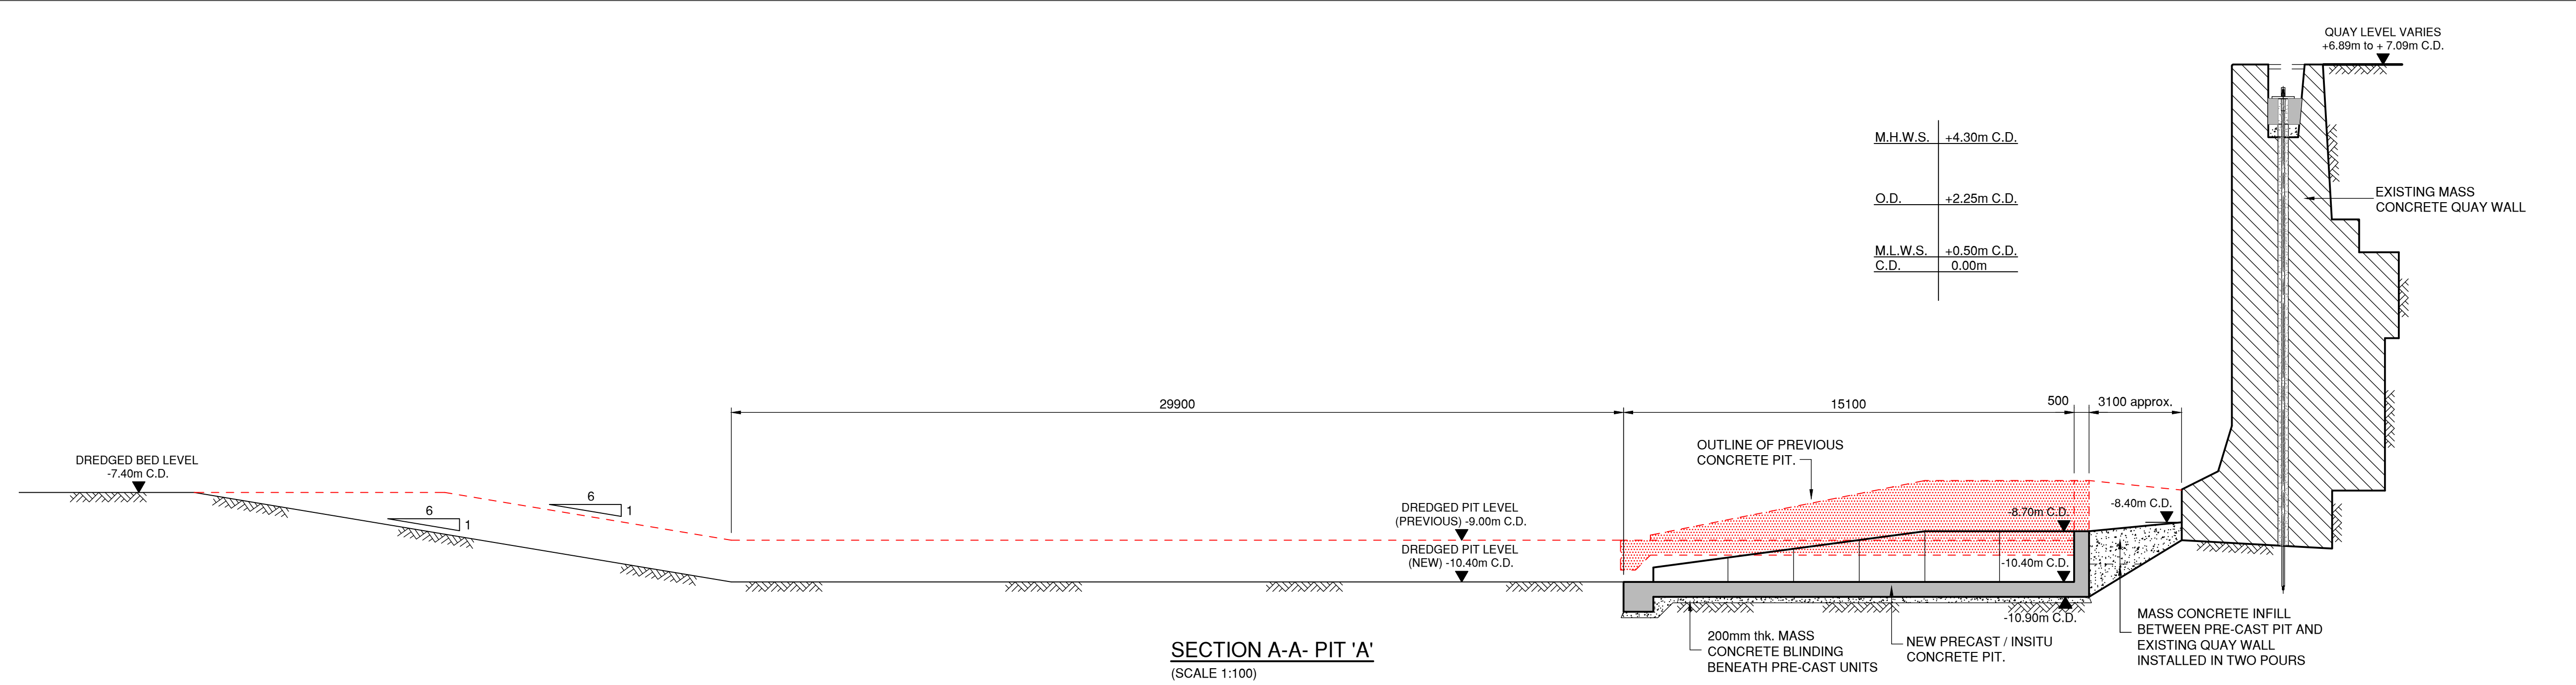 QUAY LEVEL VARIES
+6.89m to + 7.09m C.D.
M.H.W.S. +4.30m C.D.
O.D. +2.25m C.D.
M.L.W.S. +0.50m C.D.
C.D. 0.00m
EXISTING MASS
CONCRETE QUAY WALL
29900
15100
500
3100 approx.
DREDGED BED LEVEL
-7.40m C.D.
6
1
6
1
OUTLINE OF PREVIOUS
CONCRETE PIT.
DREDGED PIT LEVEL
(PREVIOUS) -9.00m C.D.
DREDGED PIT LEVEL
(NEW) -10.40m C.D.
-8.70m C.D.
-8.40m C.D.
-10.40m C.D.
-10.90m C.D.
200mm thk. MASS
CONCRETE BLINDING
BENEATH PRE-CAST UNITS
NEW PRECAST / INSITU
CONCRETE PIT.
MASS CONCRETE INFILL
BETWEEN PRE-CAST PIT AND
EXISTING QUAY WALL
INSTALLED IN TWO POURS
SECTION A-A- PIT 'A'
(SCALE 1:100)